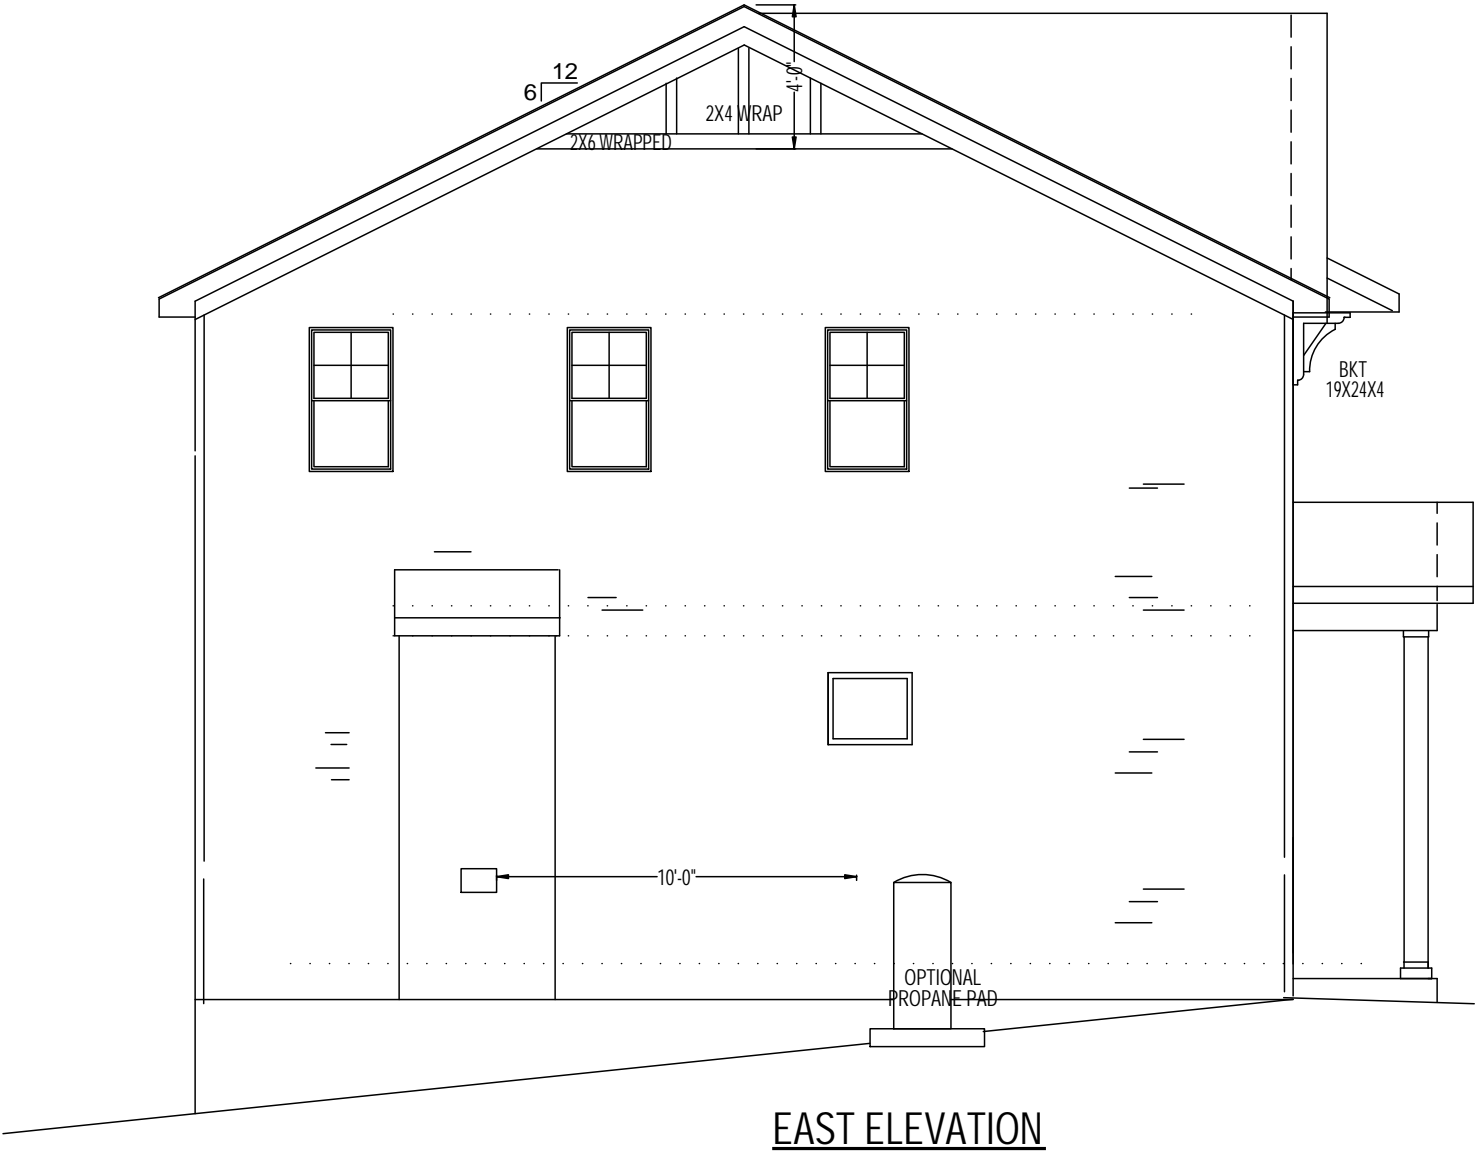 12
6
4'-0"
2X4 WRAP
2X6 WRAPPED
BKT
19X24X4
10'-0"
OPTIONAL
PROPANE PAD
EAST ELEVATION